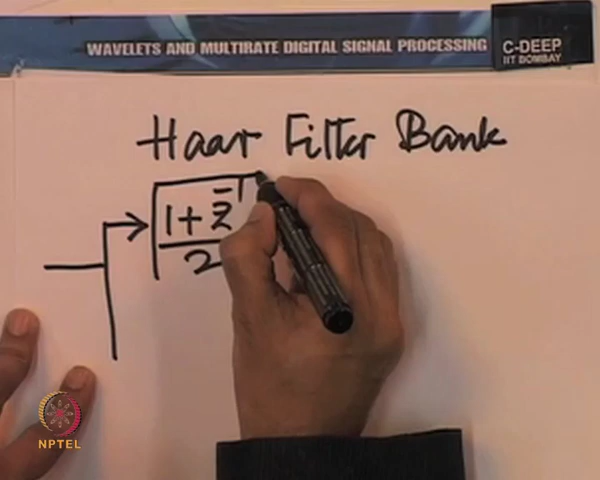 WAVELETS AND MULTIRATE DIGITAL SIGNAL PROCESSING
C-DEEP
IIT BOMBAY
Haar Filter Bank
1 + z⁻¹
2
NPTEL